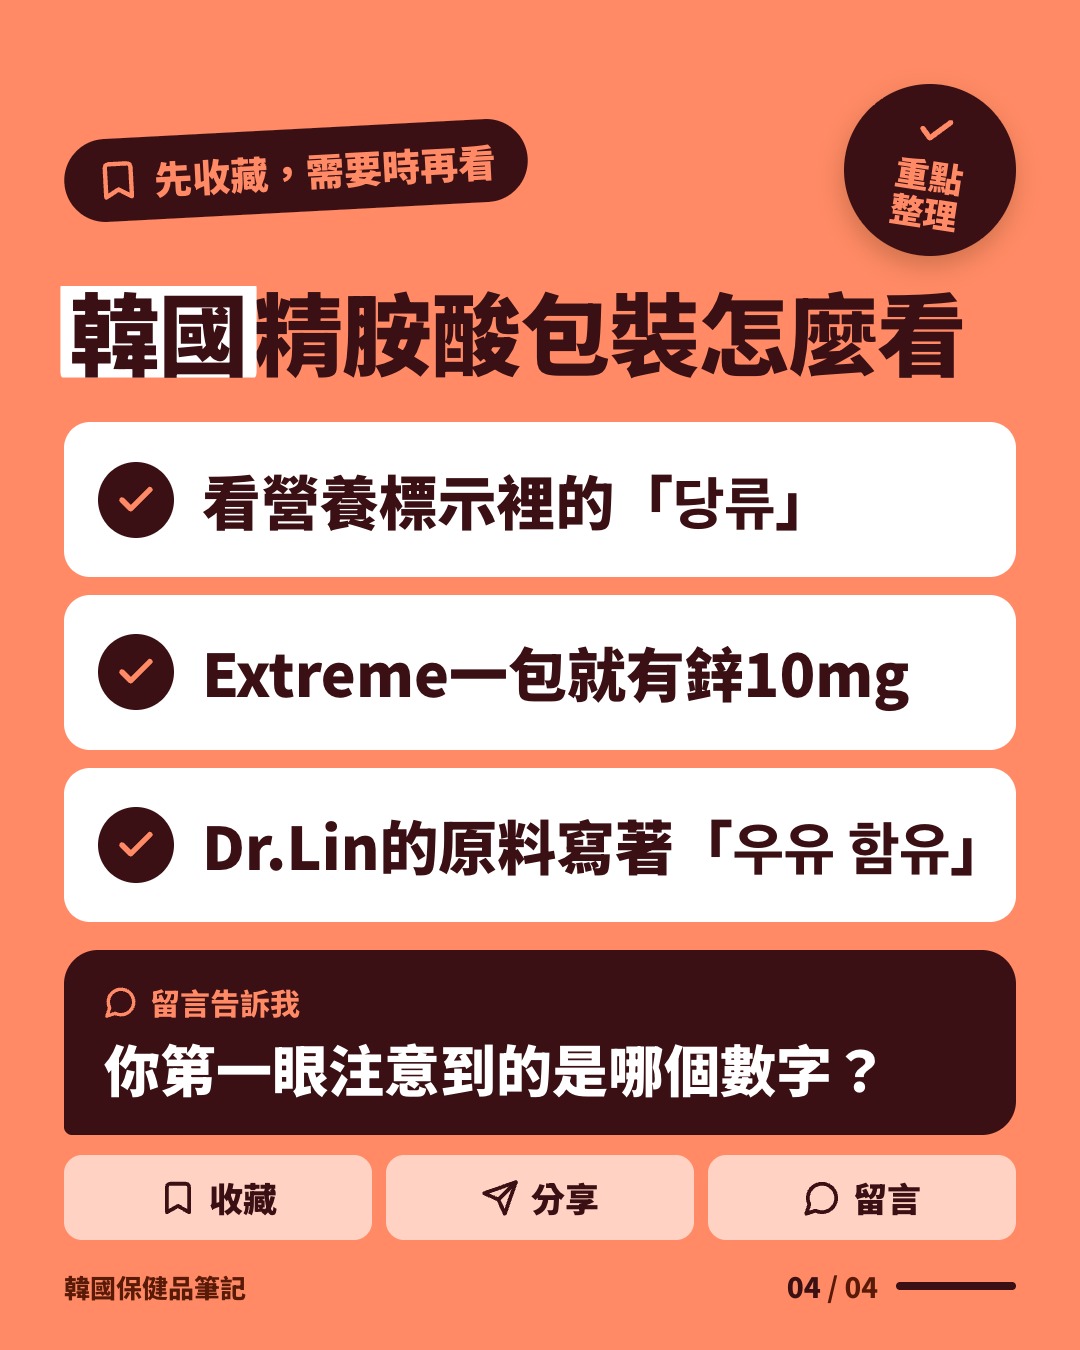 先收藏，需要時再看
重點
整理
韓國精胺酸包裝怎麼看
看營養標示裡的「당류」
Extreme一包就有鋅10mg
Dr.Lin的原料寫著「우유 함유」
留言告訴我
你第一眼注意到的是哪個數字？
收藏
分享
留言
韓國保健品筆記
04 / 04